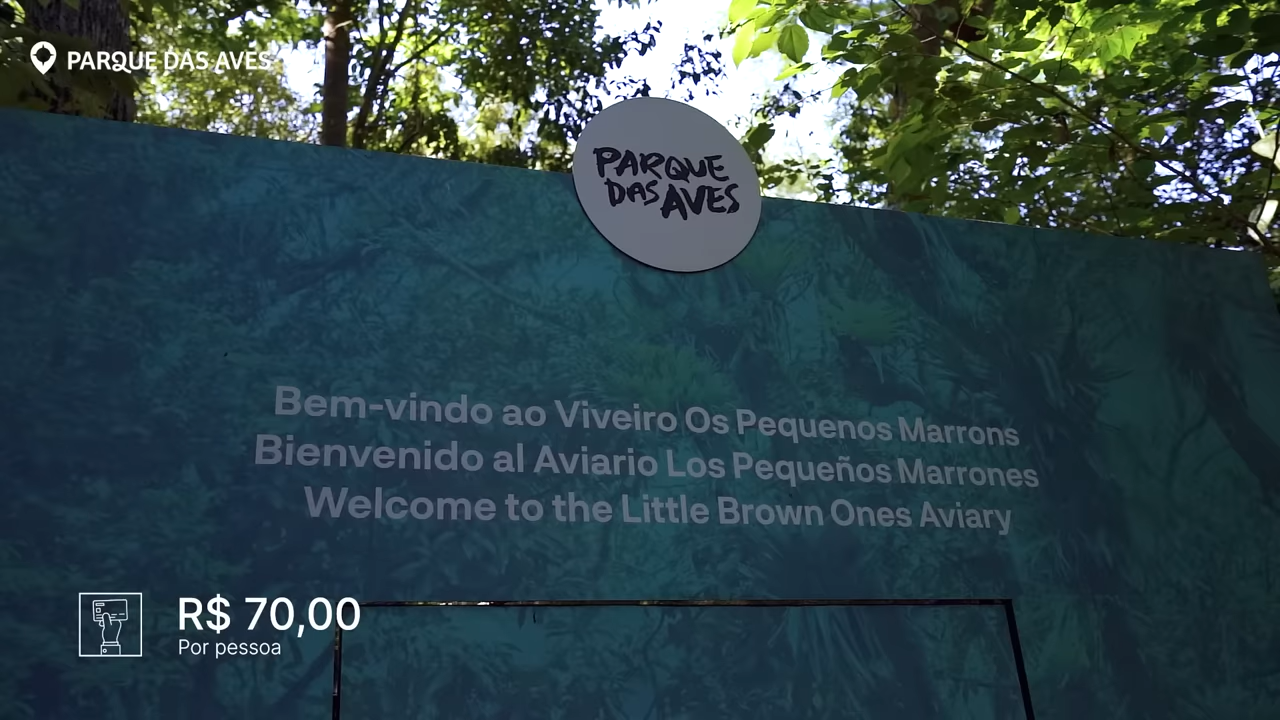 PARQUE DAS AVES
PARQUE
DAS AVES
Bem-vindo ao Viveiro Os Pequenos Marrons
Bienvenido al Aviario Los Pequeños Marrones
Welcome to the Little Brown Ones Aviary
R$ 70,00
Por pessoa